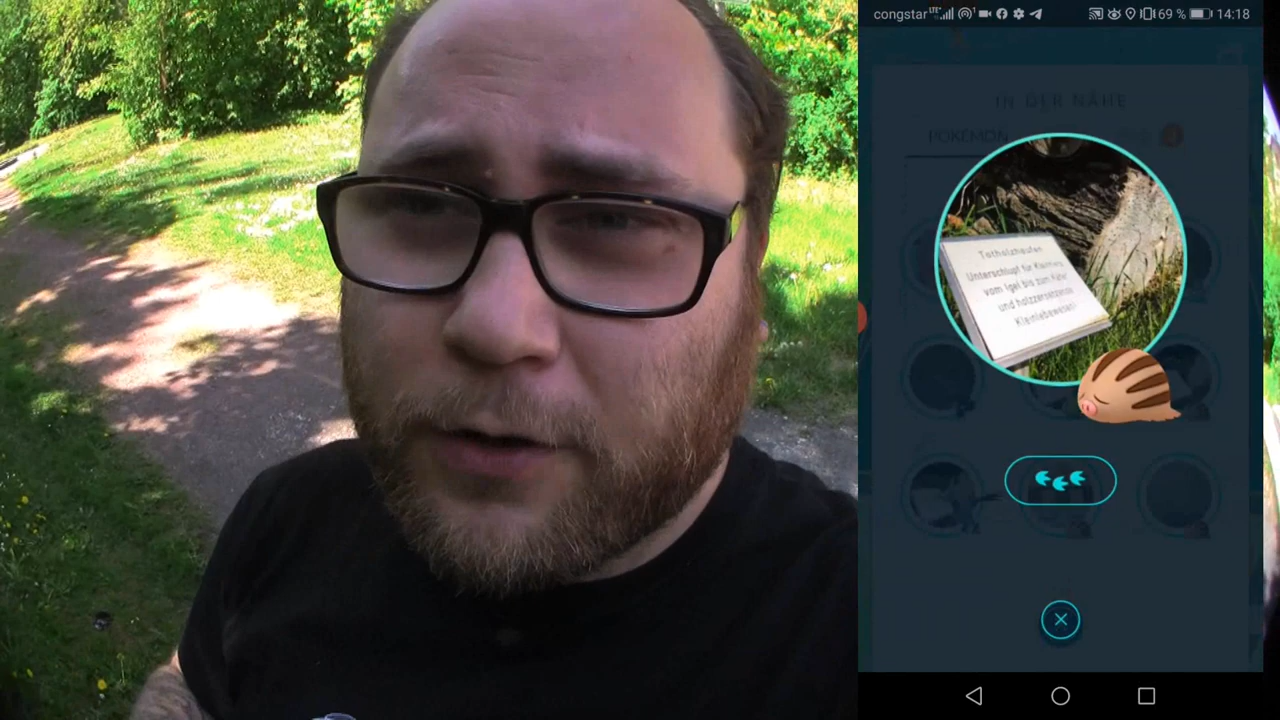 congstar LTE 69 % 14:18
IN DER NÄHE
POKÉMON
Totholzhaufen
Unterschlupf für Kleintiere
vom Igel bis zum Käfer
und holzzersetzende
Kleinlebewesen